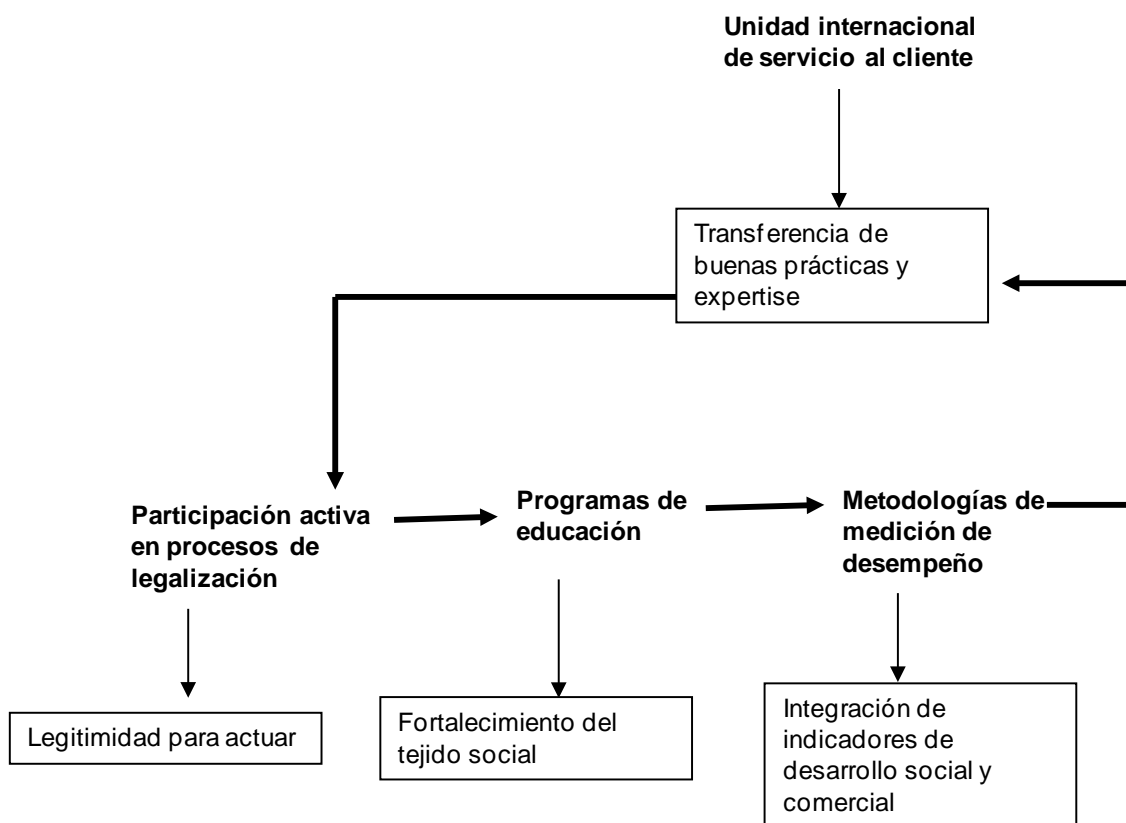 Unidad internacional
de servicio al cliente
Transferencia de
buenas prácticas y
expertise
Participación activa
en procesos de
legalización
Programas de
educación
Metodologías de
medición de
desempeño
Legitimidad para actuar
Fortalecimiento del
tejido social
Integración de
indicadores de
desarrollo social y
comercial